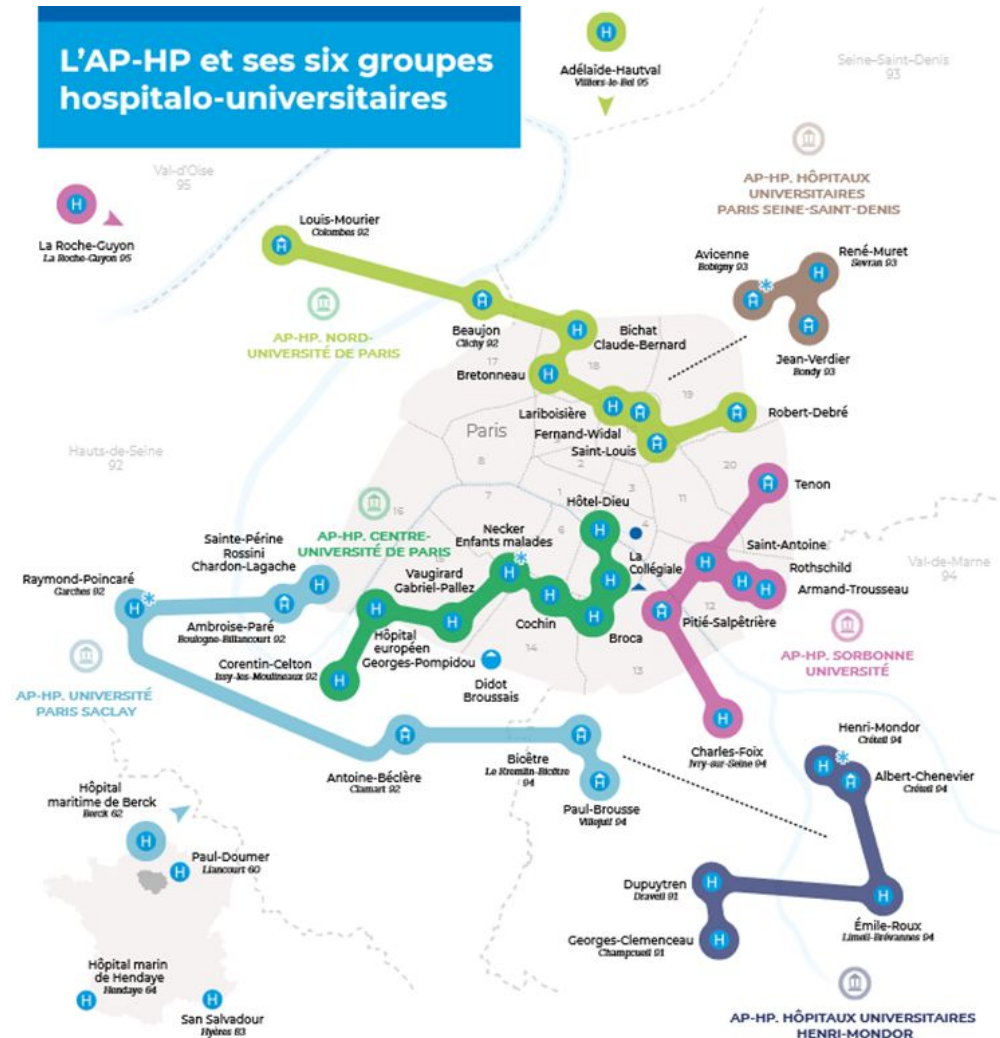 L'AP-HP et ses six groupes
hospitalo-universitaires
H
Adélaïde-Hautval
Villiers-le-Bel 95
Seine-Saint-Denis
93
Val-d'Oise
95
H
La Roche-Guyon
La Roche-Guyon 95
AP-HP. HÔPITAUX
UNIVERSITAIRES
PARIS SEINE-SAINT-DENIS
Louis-Mourier
Colombes 92
Avicenne
Bobigny 93
*
René-Muret
Sevran 93
H
Jean-Verdier
Bondy 93
AP-HP. NORD-
UNIVERSITÉ DE PARIS
Beaujon
Clichy 92
H
Bichat
Claude-Bernard
17
18
Bretonneau
H
19
Lariboisière
H
Fernand-Widal
Saint-Louis
Robert-Debré
Paris
Hauts-de-Seine
92
8
2
3
20
7
1
11
16
H
Tenon
Hôtel-Dieu
H
4
6
AP-HP. CENTRE-
UNIVERSITÉ DE PARIS
Necker
Enfants malades
H
*
La
Collégiale
H
Saint-Antoine
H
Rothschild
H
Armand-Trousseau
H
Val-de-Marne
94
Sainte-Périne
Rossini
Chardon-Lagache
H
Raymond-Poincaré
Garches 92
H
*
Ambroise-Paré
Boulogne-Billancourt 92
Vaugirard
Gabriel-Pallez
H
Hôpital
européen
Georges-Pompidou
H
Cochin
H
Broca
H
Pitié-Salpêtrière
12
13
14
Corentin-Celton
Issy-les-Moulineaux 92
H
Didot
Broussais
AP-HP. SORBONNE
UNIVERSITÉ
AP-HP. UNIVERSITÉ
PARIS SACLAY
H
Charles-Foix
Ivry-sur-Seine 94
Antoine-Béclère
Clamart 92
Bicêtre
Le Kremlin-Bicêtre
94
Paul-Brousse
Villejuif 94
Henri-Mondor
Créteil 94
H
*
Albert-Chenevier
Créteil 94
Hôpital
maritime de Berck
Berck 62
H
Paul-Doumer
Liancourt 60
H
Dupuytren
Draveil 91
H
Georges-Clemenceau
Champcueil 91
H
Émile-Roux
Limeil-Brévannes 94
H
Hôpital marin
de Hendaye
Hendaye 64
H
San Salvadour
Hyères 83
H
AP-HP. HÔPITAUX UNIVERSITAIRES
HENRI-MONDOR